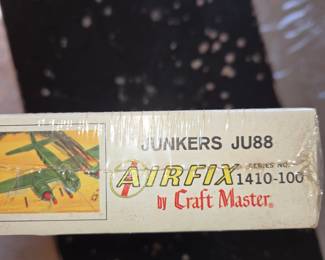 JUNKERS JU88
AIRFIX SERIES NO.
1410-100
by Craft Master®